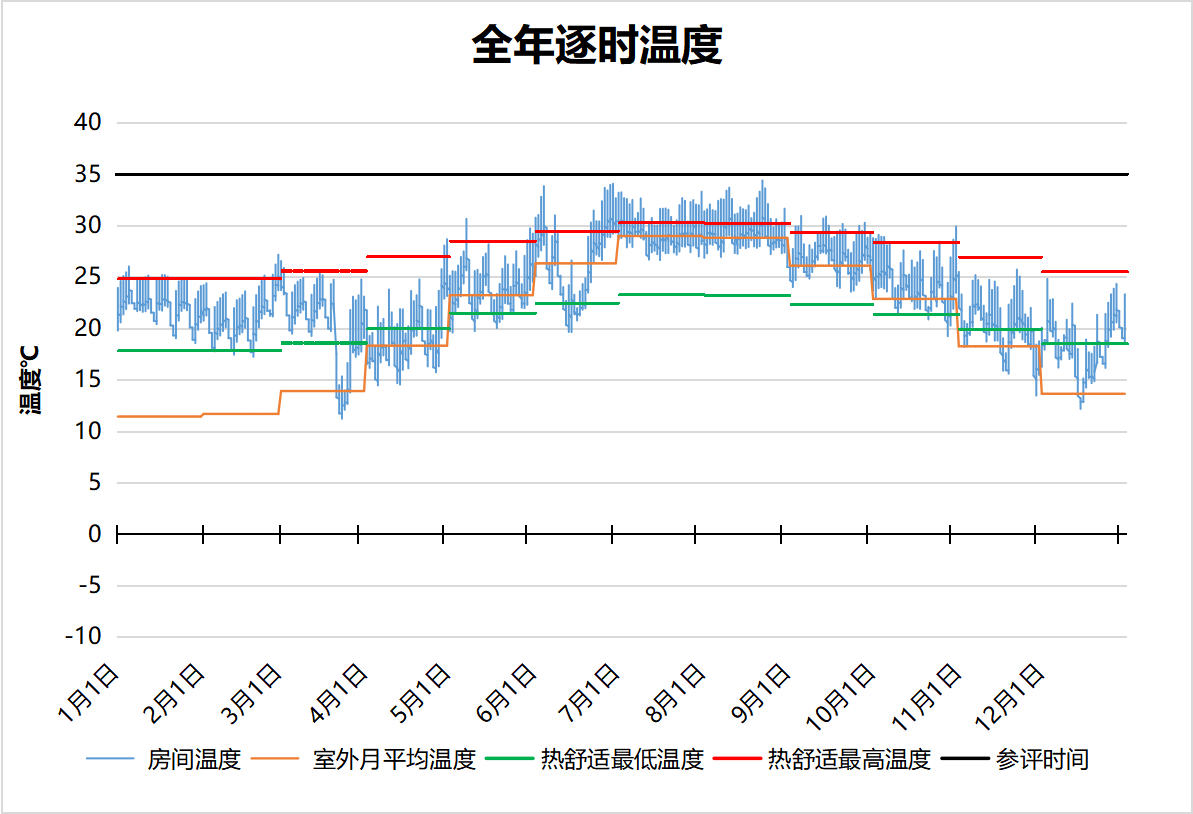 全年逐时温度
40
35
30
25
20
15
10
5
0
-5
-10
温度℃
1月1日
2月1日
3月1日
4月1日
5月1日
6月1日
7月1日
8月1日
9月1日
10月1日
11月1日
12月1日
房间温度 室外月平均温度 热舒适最低温度 热舒适最高温度 参评时间